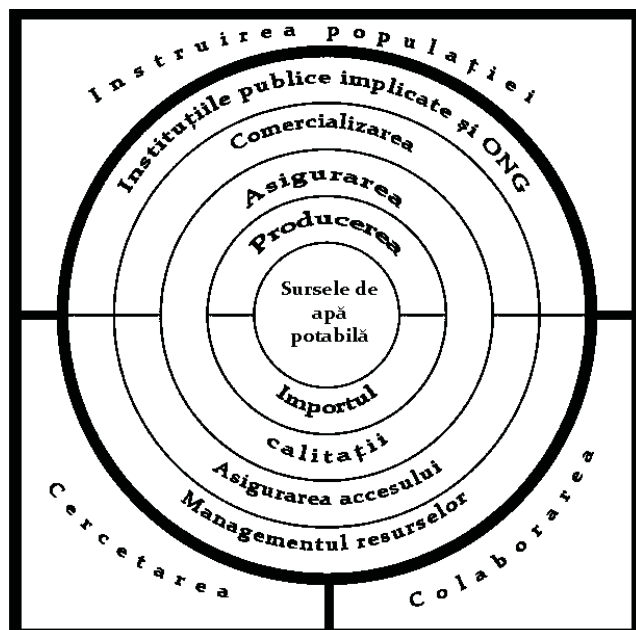 Instruirea populației
Instituțiile publice implicate și ONG
Comercializarea
Asigurarea
Producerea
Sursele de
apă
potabilă
Importul
calitații
Asigurarea accesului
Managementul resurselor
Cercetarea
Colaborarea